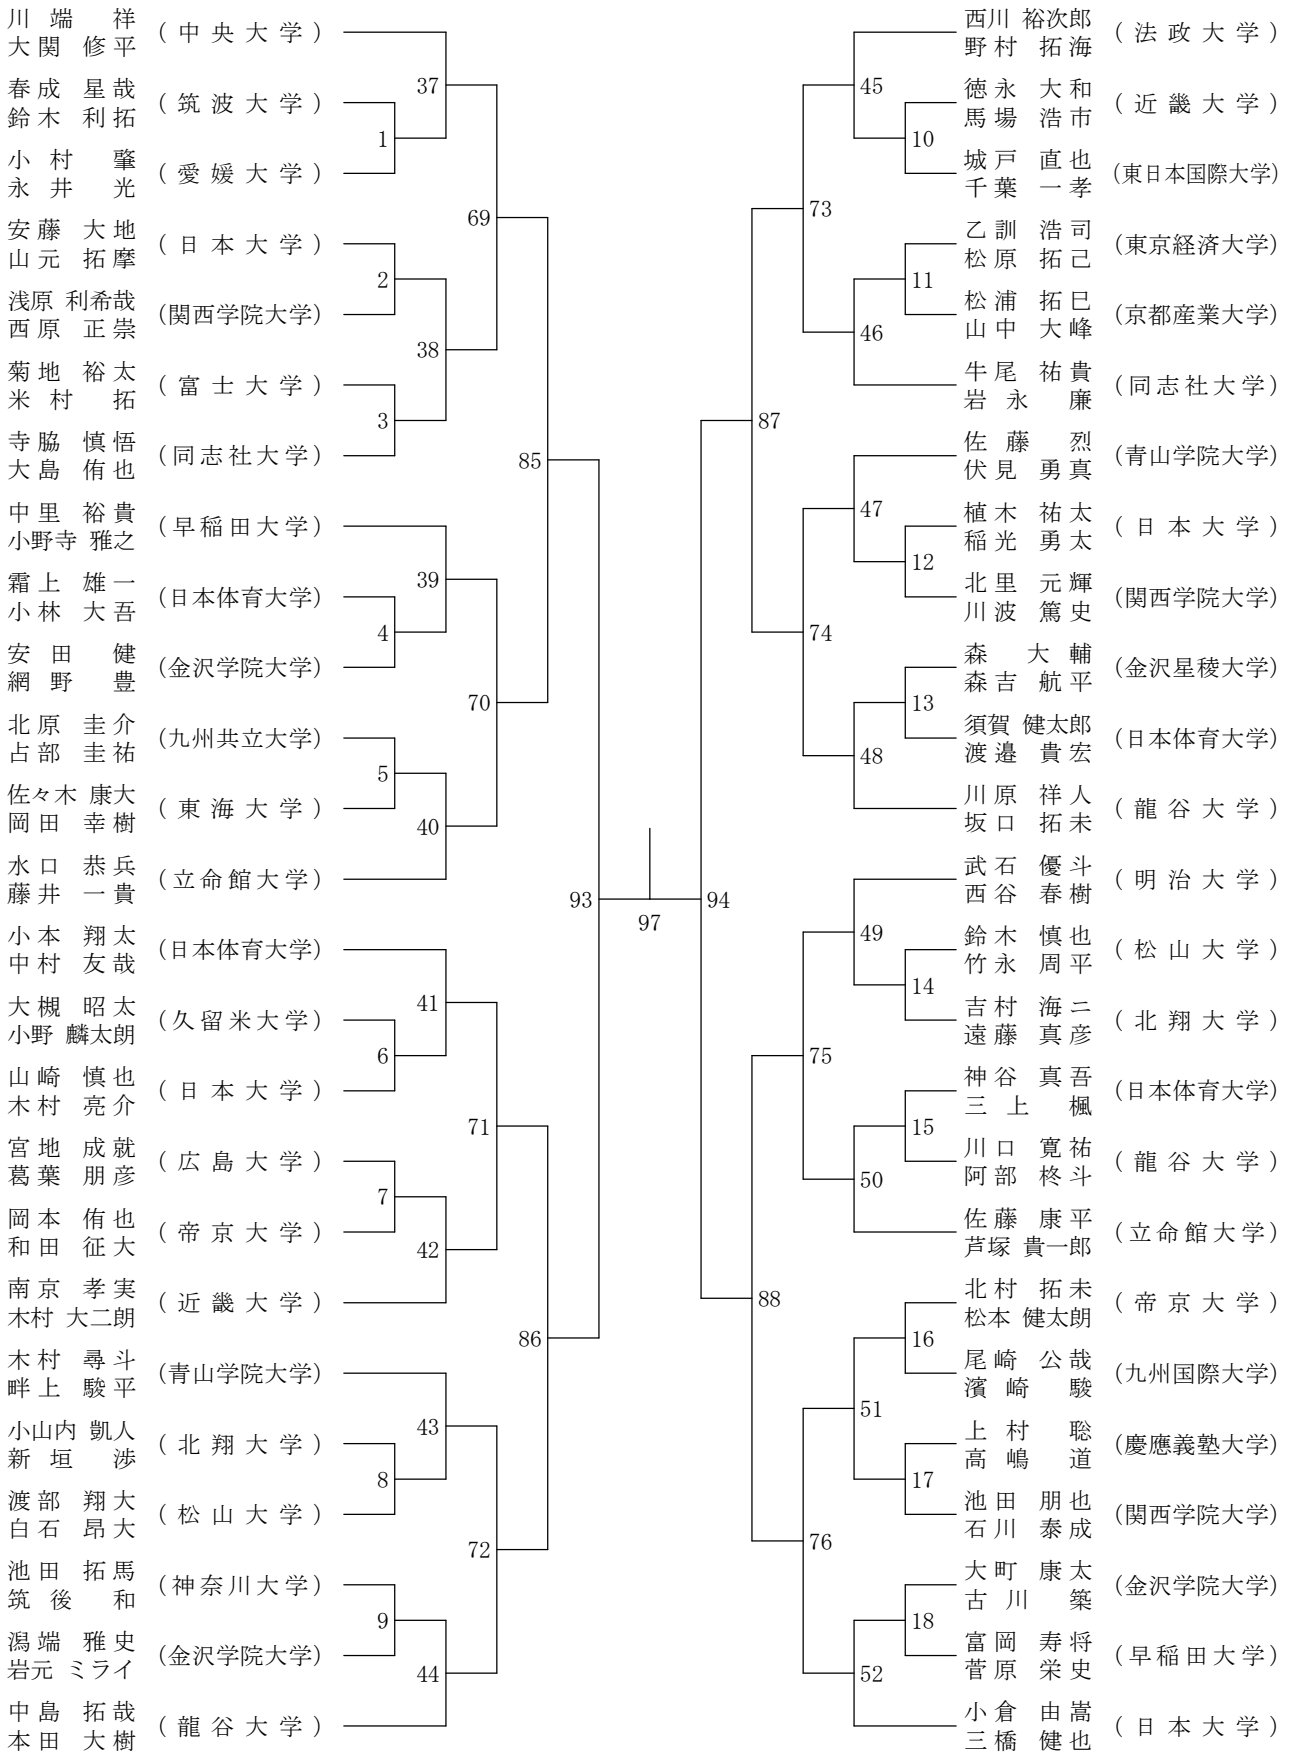 川端 祥
大関 修平
(中央大学)
春成 星哉
鈴木 利拓
(筑波大学)
小村 肇
永井 光
(愛媛大学)
安藤 大地
山元 拓摩
(日本大学)
浅原 利希哉
西原 正崇
(関西学院大学)
菊地 裕太
米村 拓
(富士大学)
寺脇 慎悟
大島 侑也
(同志社大学)
中里 裕貴
小野寺 雅之
(早稲田大学)
霜上 雄一
小林 大吾
(日本体育大学)
安田 健
網野 豊
(金沢学院大学)
北原 圭介
占部 圭祐
(九州共立大学)
佐々木 康大
岡田 幸樹
(東海大学)
水口 恭兵
藤井 一貴
(立命館大学)
小本 翔太
中村 友哉
(日本体育大学)
大槻 昭太
小野 麟太朗
(久留米大学)
山崎 慎也
木村 亮介
(日本大学)
宮地 成就
葛葉 朋彦
(広島大学)
岡本 侑也
和田 征大
(帝京大学)
南京 孝実
木村 大二朗
(近畿大学)
木村 尋斗
畔上 駿平
(青山学院大学)
小山内 凱人
新垣 渉
(北翔大学)
渡部 翔大
白石 昂大
(松山大学)
池田 拓馬
筑後 和
(神奈川大学)
潟端 雅史
岩元 ミライ
(金沢学院大学)
中島 拓哉
本田 大樹
(龍谷大学)
1
2
3
4
5
6
7
8
9
37
38
39
40
41
42
43
44
69
70
71
72
85
86
93
97
94
87
88
73
74
75
76
45
46
47
48
49
50
51
52
10
11
12
13
14
15
16
17
18
西川 裕次郎
野村 拓海
(法政大学)
徳永 大和
馬場 浩市
(近畿大学)
城戸 直也
千葉 一孝
(東日本国際大学)
乙訓 浩司
松原 拓己
(東京経済大学)
松浦 拓巳
山中 大峰
(京都産業大学)
牛尾 祐貴
岩永 廉
(同志社大学)
佐藤 烈
伏見 勇真
(青山学院大学)
植木 祐太
稲光 勇太
(日本大学)
北里 元輝
川波 篤史
(関西学院大学)
森 大輔
森吉 航平
(金沢星稜大学)
須賀 健太郎
渡邉 貴宏
(日本体育大学)
川原 祥人
坂口 拓未
(龍谷大学)
武石 優斗
西谷 春樹
(明治大学)
鈴木 慎也
竹永 周平
(松山大学)
吉村 海ニ
遠藤 真彦
(北翔大学)
神谷 真吾
三上 楓
(日本体育大学)
川口 寛祐
阿部 柊斗
(龍谷大学)
佐藤 康平
芦塚 貴一郎
(立命館大学)
北村 拓未
松本 健太朗
(帝京大学)
尾崎 公哉
濱崎 駿
(九州国際大学)
上村 聡
高嶋 道
(慶應義塾大学)
池田 朋也
石川 泰成
(関西学院大学)
大町 康太
古川 築
(金沢学院大学)
富岡 寿将
菅原 栄史
(早稲田大学)
小倉 由嵩
三橋 健也
(日本大学)